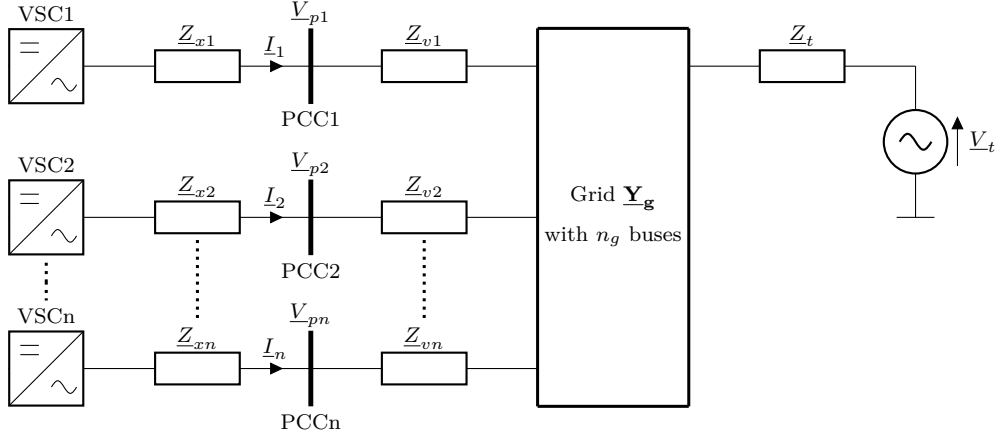 VSC1
Z_x1
I_1
V_p1
Z_v1
PCC1
Z_t
V_t
VSC2
Z_x2
I_2
V_p2
Z_v2
PCC2
Grid Y_g
with n_g buses
VSCn
Z_xn
I_n
V_pn
Z_vn
PCCn